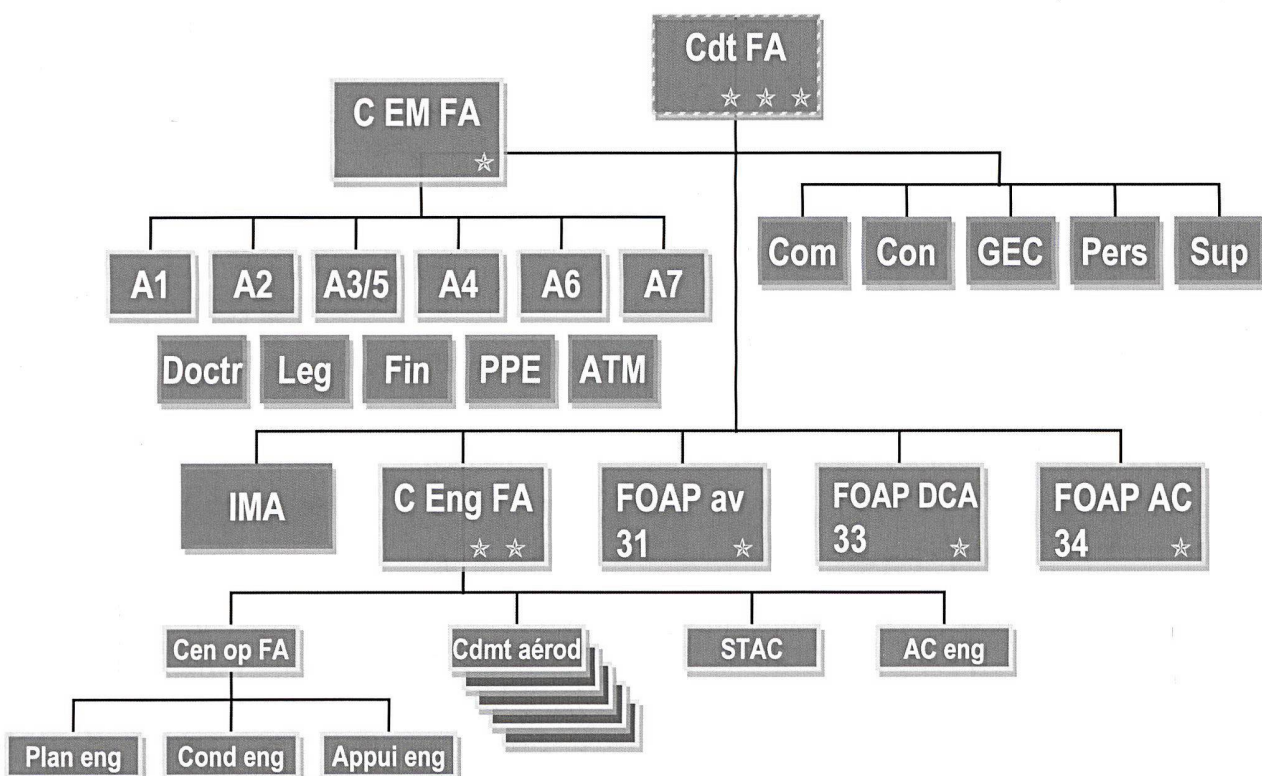 Cdt FA
C EM FA
Com
Con
GEC
Pers
Sup
A1
A2
A3/5
A4
A6
A7
Doctr
Leg
Fin
PPE
ATM
IMA
C Eng FA
FOAP av
31
FOAP DCA
33
FOAP AC
34
Cen op FA
Cdmt aérod
STAC
AC eng
Plan eng
Cond eng
Appui eng